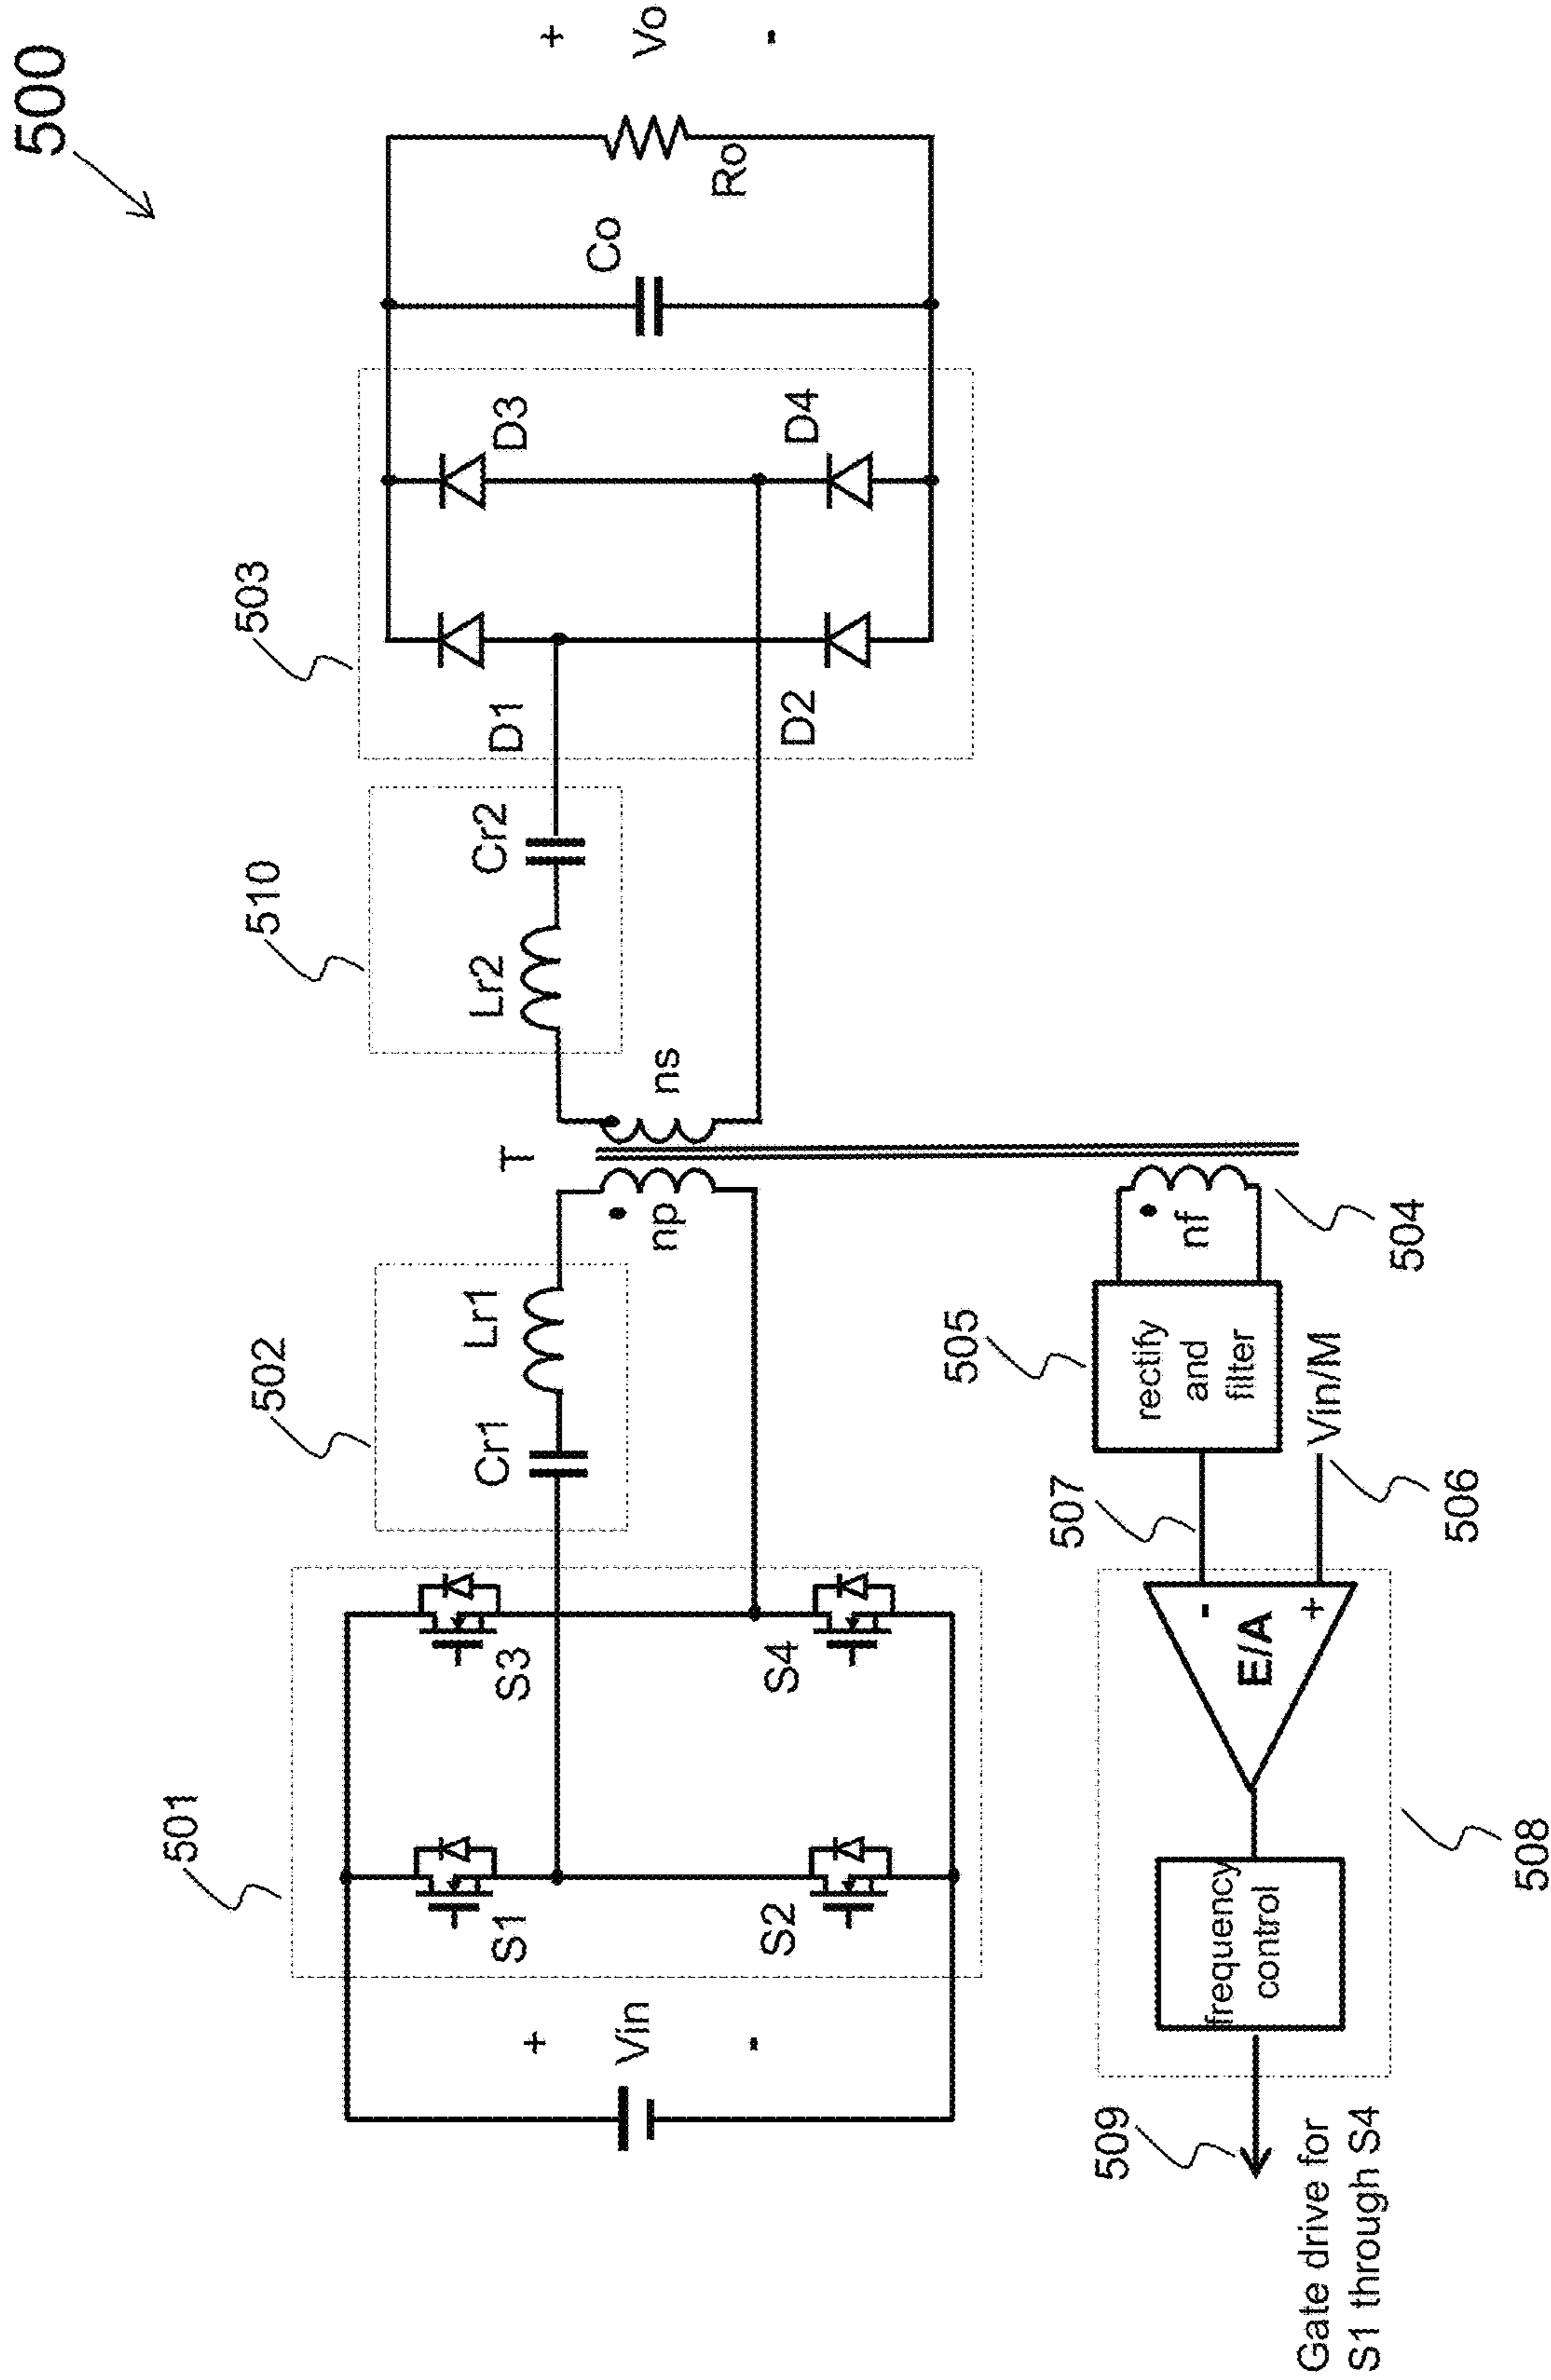 500
501
502
510
503
+
Vin
-
S1
S2
S3
S4
Cr1
Lr1
T
np
ns
Lr2
Cr2
D1
D2
D3
D4
Co
Ro
+
Vo
-
509
Gate drive for
S1 through S4
frequency
control
508
E/A
-
+
507
506
Vin/M
505
rectify
and
filter
nf
504